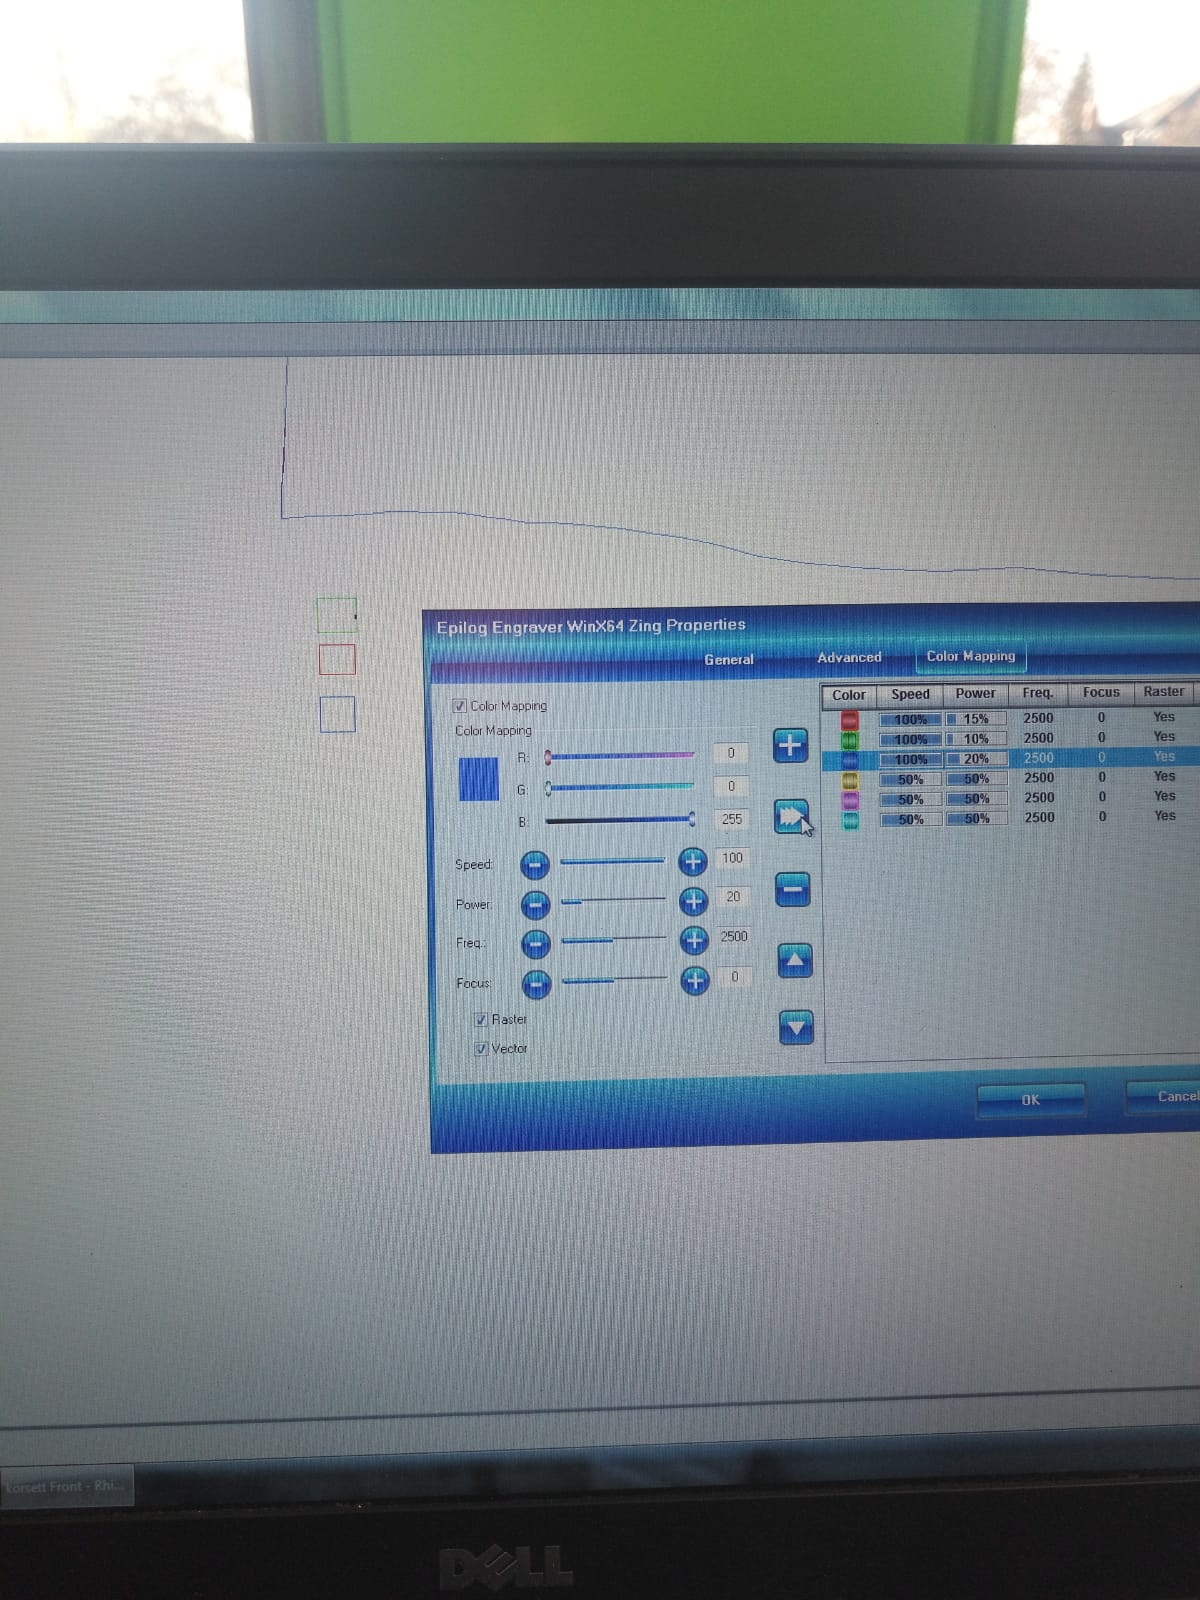 Epilog Engraver WinX64 Zing Properties
General Advanced Color Mapping
Color Mapping
Color Mapping
R: 0
G: 0
B: 255
Speed: 100
Power: 20
Freq.: 2500
Focus: 0
Raster
Vector
Color Speed Power Freq. Focus Raster
100% 15% 2500 0 Yes
100% 10% 2500 0 Yes
100% 20% 2500 0 Yes
50% 50% 2500 0 Yes
50% 50% 2500 0 Yes
50% 50% 2500 0 Yes
OK Cancel
korsett Front - Rhi...
DELL